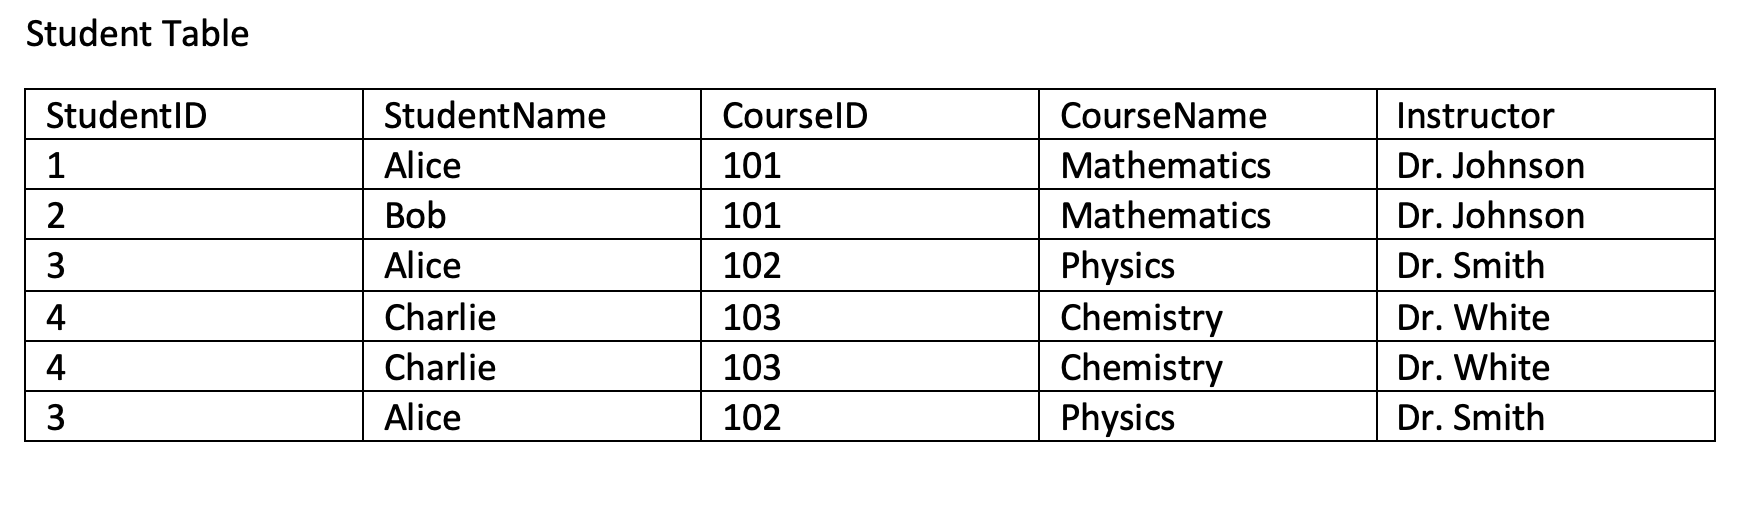 Student Table
StudentID StudentName CourseID CourseName Instructor
1 Alice 101 Mathematics Dr. Johnson
2 Bob 101 Mathematics Dr. Johnson
3 Alice 102 Physics Dr. Smith
4 Charlie 103 Chemistry Dr. White
4 Charlie 103 Chemistry Dr. White
3 Alice 102 Physics Dr. Smith